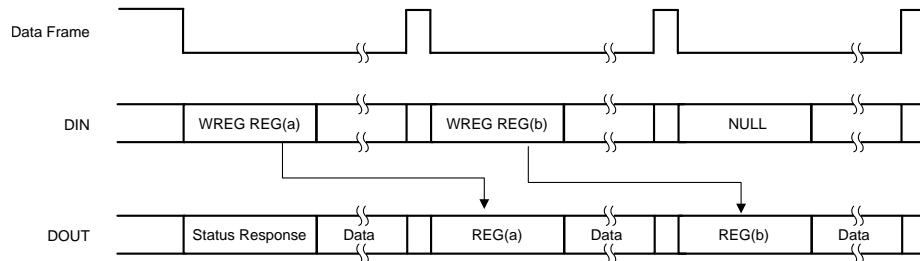 Data Frame
DIN WREG REG(a) WREG REG(b) NULL
DOUT Status Response Data REG(a) Data REG(b) Data